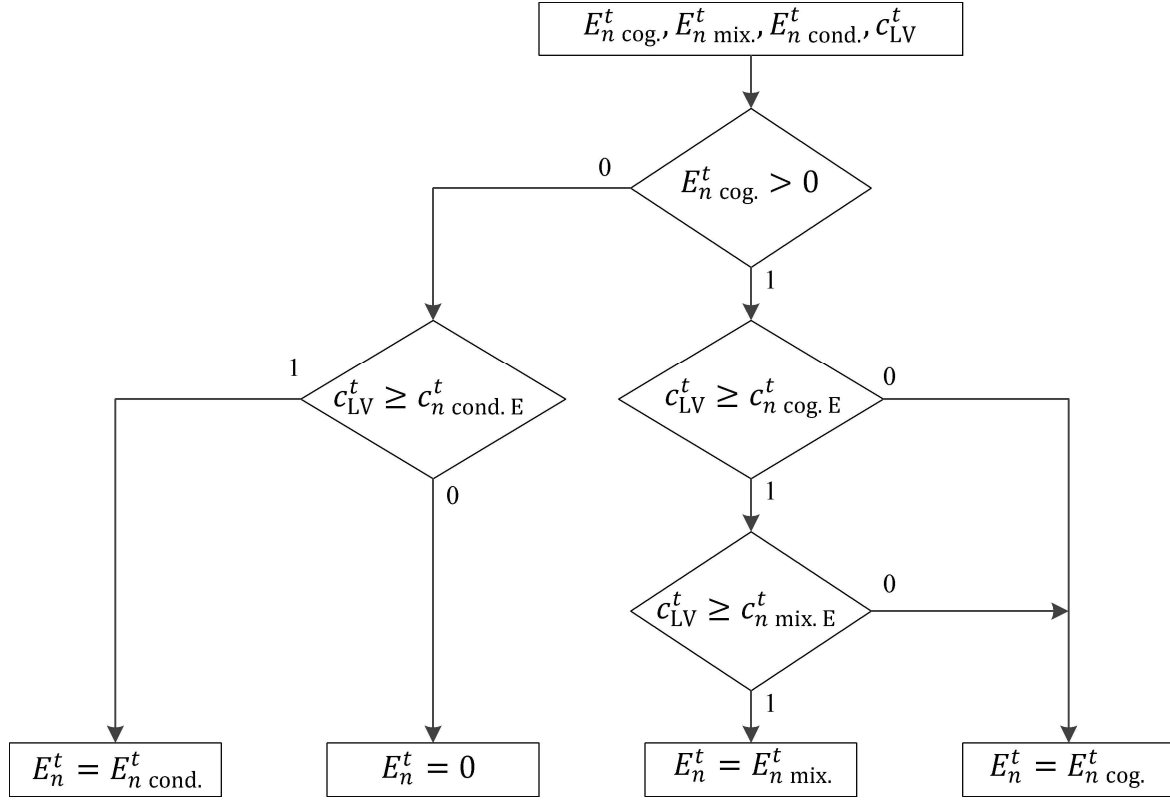 E^t_{n cog.}, E^t_{n mix.}, E^t_{n cond.}, c^t_{LV}
0
E^t_{n cog.} > 0
1
1
c^t_{LV} ≥ c^t_{n cond. E}
0
c^t_{LV} ≥ c^t_{n cog. E}
0
1
c^t_{LV} ≥ c^t_{n mix. E}
0
1
E^t_n = E^t_{n cond.}
E^t_n = 0
E^t_n = E^t_{n mix.}
E^t_n = E^t_{n cog.}